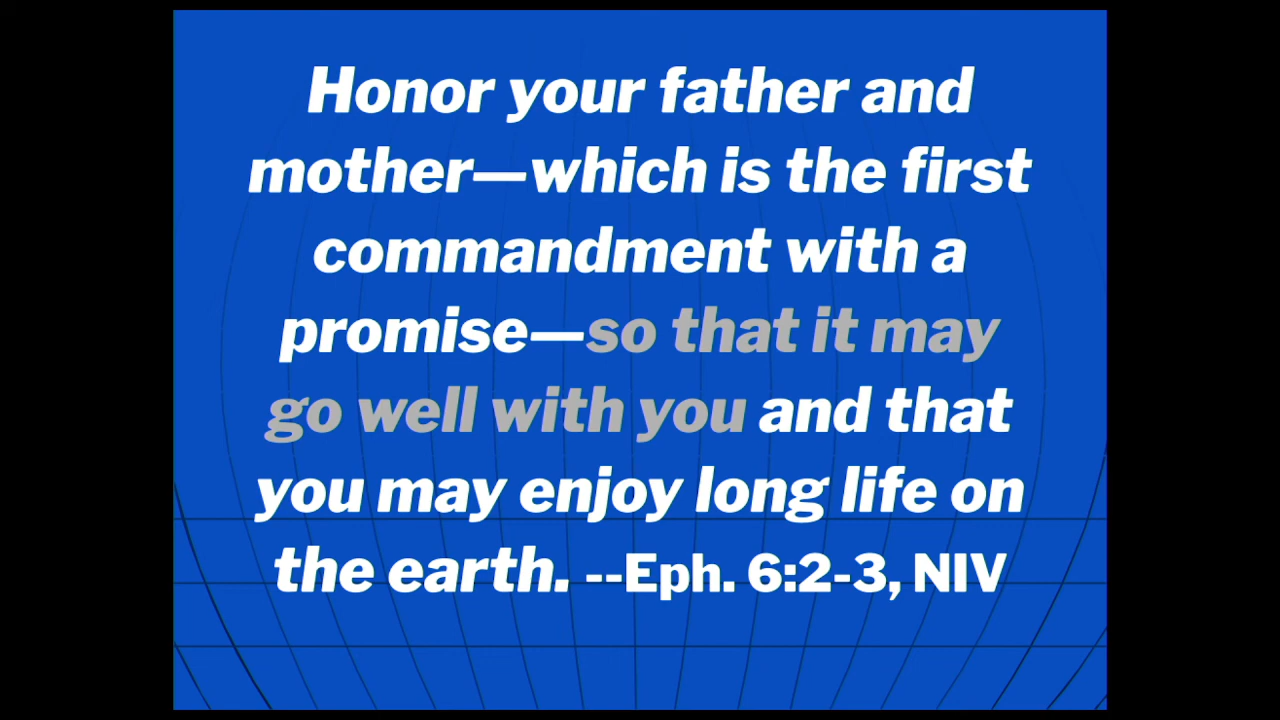 Honor your father and
mother—which is the first
commandment with a
promise—so that it may
go well with you and that
you may enjoy long life on
the earth. --Eph. 6:2-3, NIV